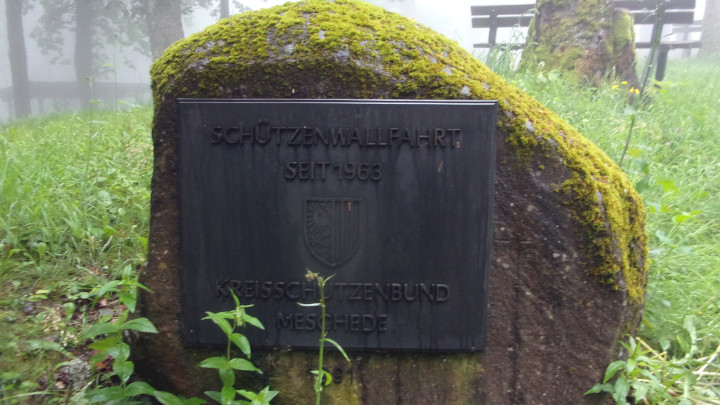 SCHÜTZENWALLFAHRT
SEIT 1963
KREISSCHÜTZENBUND
MESCHEDE